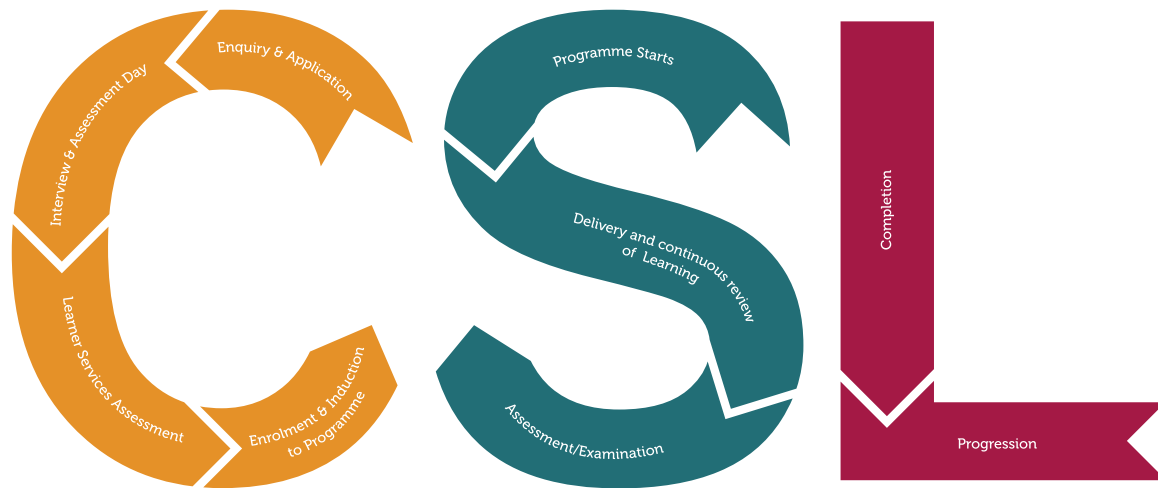 Enquiry & Application
Interview & Assessment Day
Learner Services Assessment
Enrolment & Induction
to Programme
Programme Starts
Delivery and continuous review
of Learning
Assessment/Examination
Completion
Progression